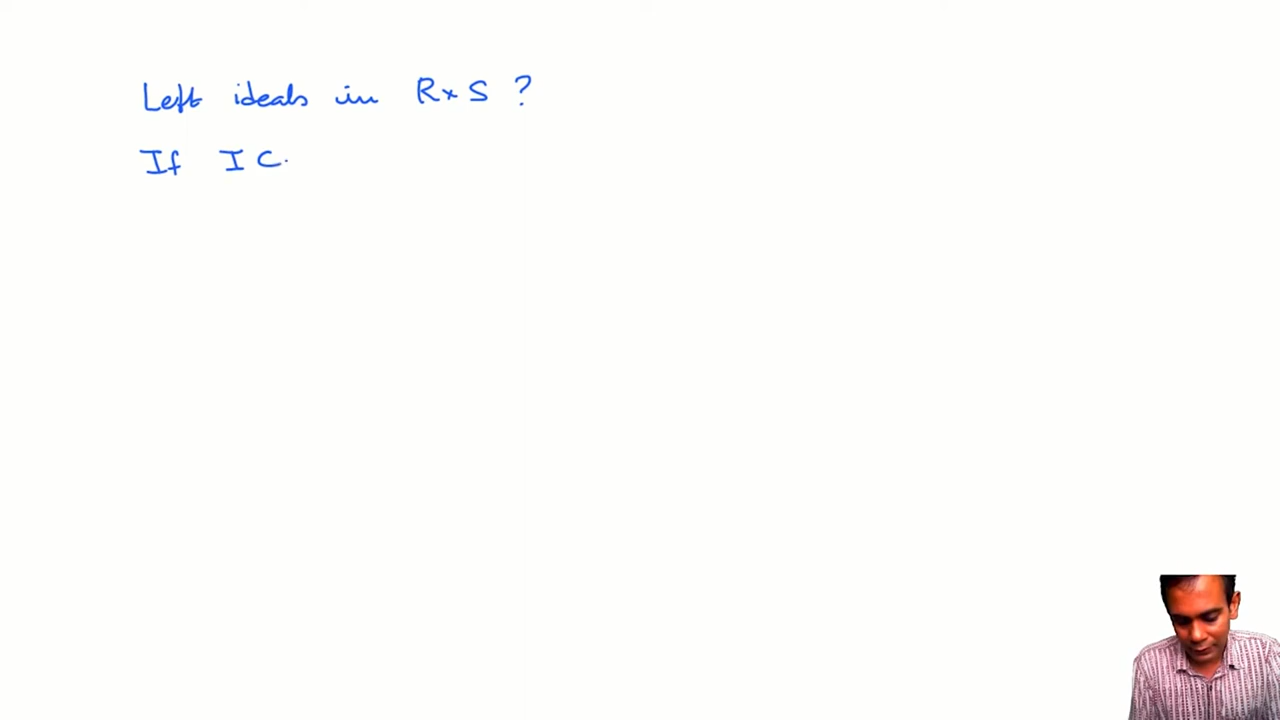 Left ideals in R×S ?
If I ⊂